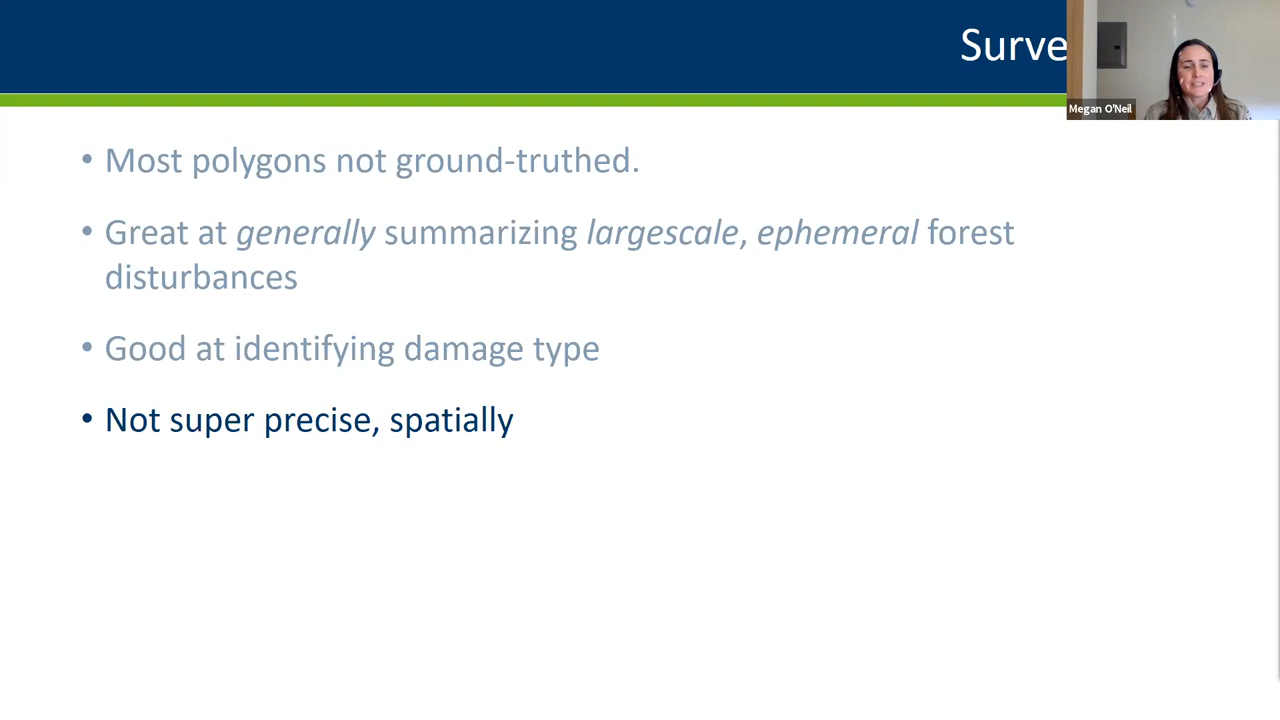 Surve
Megan O'Neil
• Most polygons not ground-truthed.
• Great at generally summarizing largescale, ephemeral forest
disturbances
• Good at identifying damage type
• Not super precise, spatially